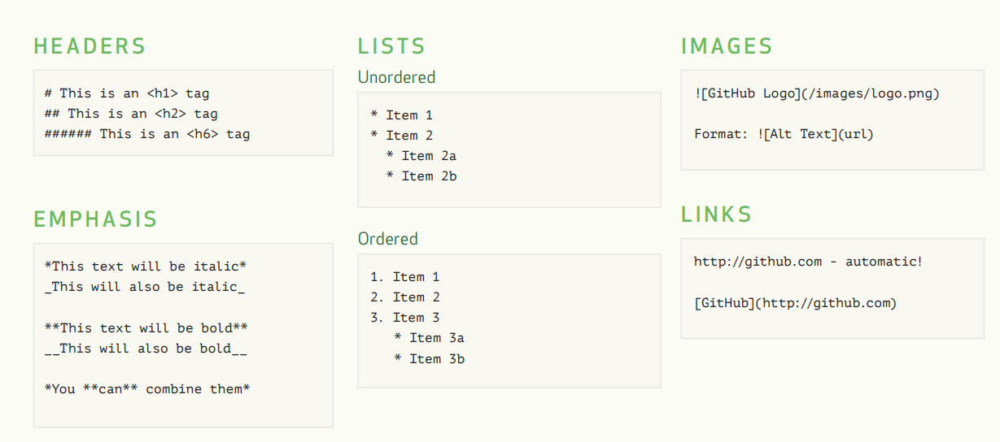 HEADERS
# This is an <h1> tag
## This is an <h2> tag
###### This is an <h6> tag
EMPHASIS
*This text will be italic*
_This will also be italic_
**This text will be bold**
__This will also be bold__
*You **can** combine them*
LISTS
Unordered
* Item 1
* Item 2
  * Item 2a
  * Item 2b
Ordered
1. Item 1
2. Item 2
3. Item 3
   * Item 3a
   * Item 3b
IMAGES
![GitHub Logo](/images/logo.png)
Format: ![Alt Text](url)
LINKS
http://github.com - automatic!
[GitHub](http://github.com)